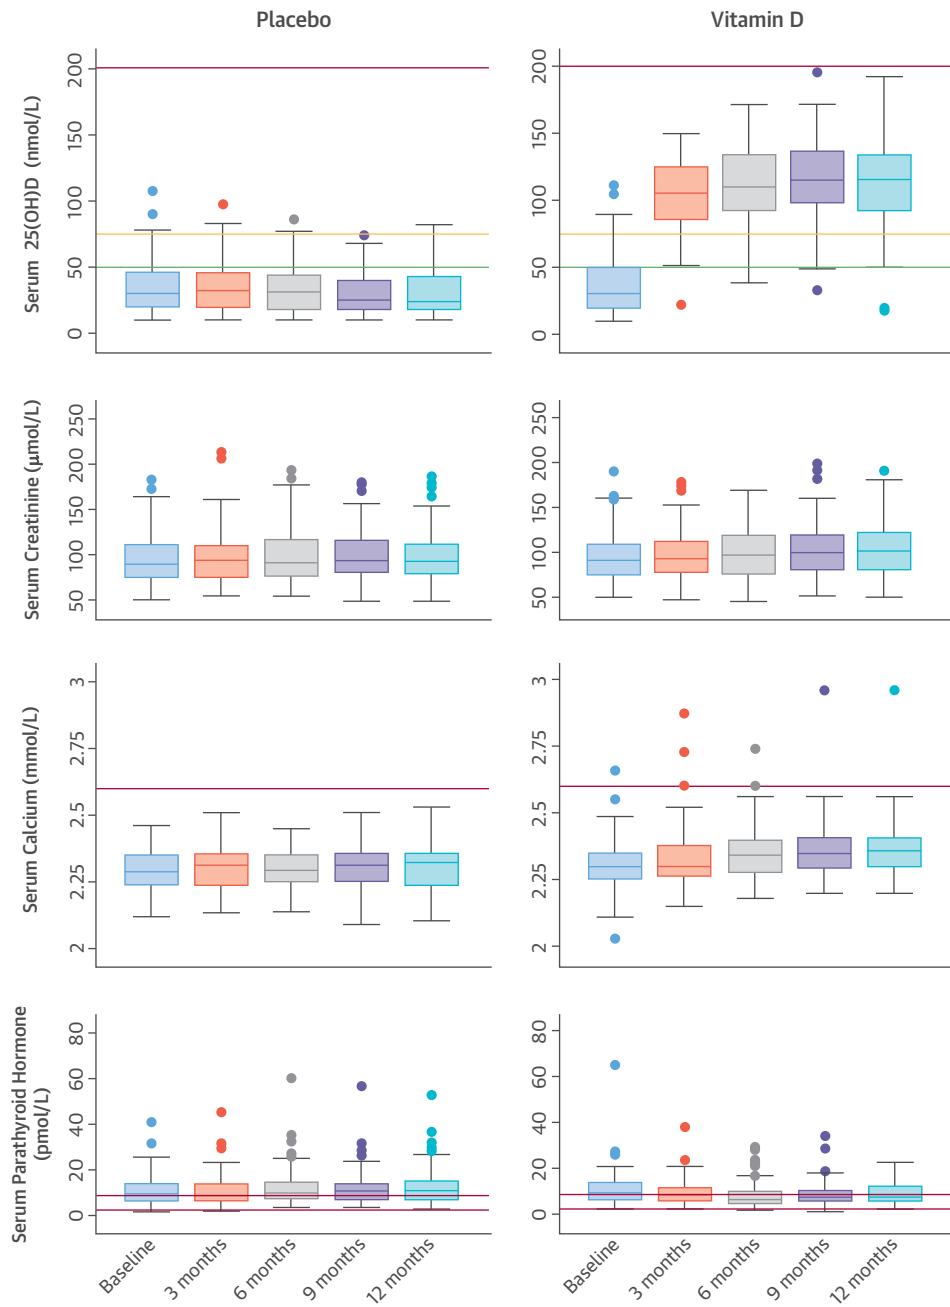 Placebo
Vitamin D
Serum 25(OH)D (nmol/L)
200
150
100
50
0
200
150
100
50
0
Serum Creatinine (μmol/L)
250
200
150
100
50
250
200
150
100
50
Serum Calcium (mmol/L)
3
2.75
2.5
2.25
2
3
2.75
2.5
2.25
2
Serum Parathyroid Hormone
(pmol/L)
80
60
40
20
0
80
60
40
20
0
Baseline
3 months
6 months
9 months
12 months
Baseline
3 months
6 months
9 months
12 months